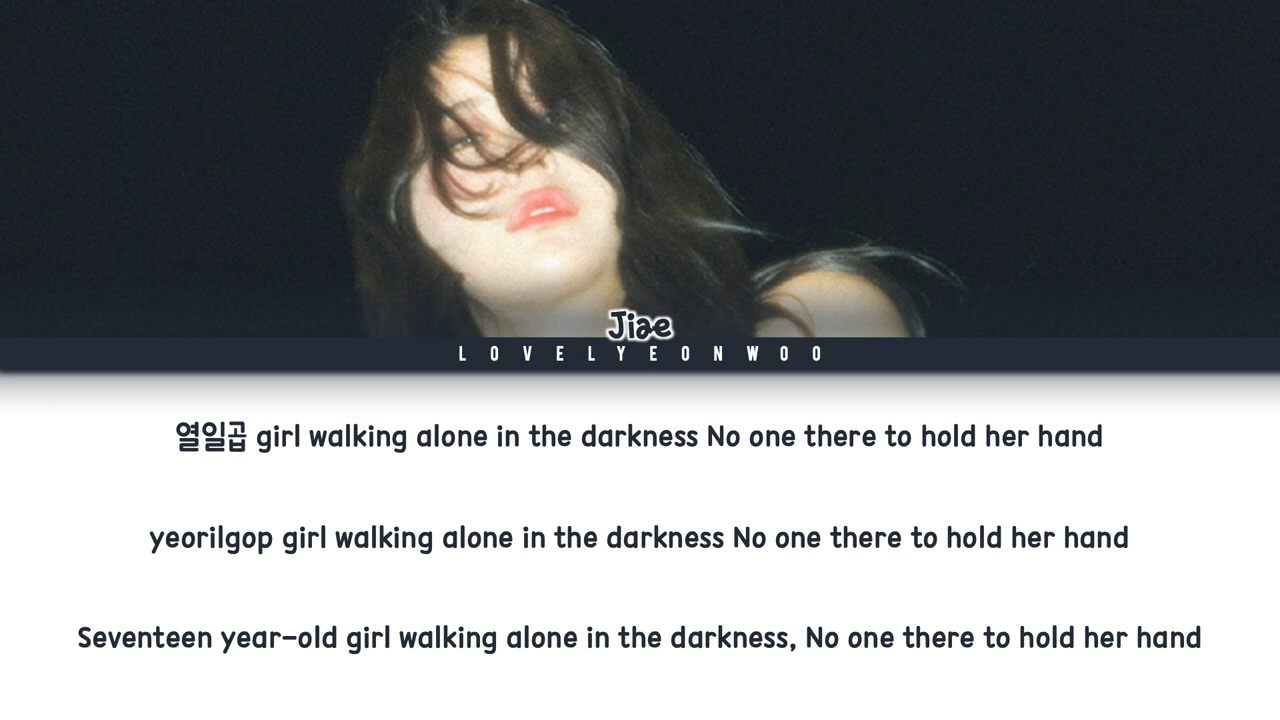 Jiae
LOVELYEONWOO
열일곱 girl walking alone in the darkness No one there to hold her hand
yeorilgop girl walking alone in the darkness No one there to hold her hand
Seventeen year-old girl walking alone in the darkness, No one there to hold her hand